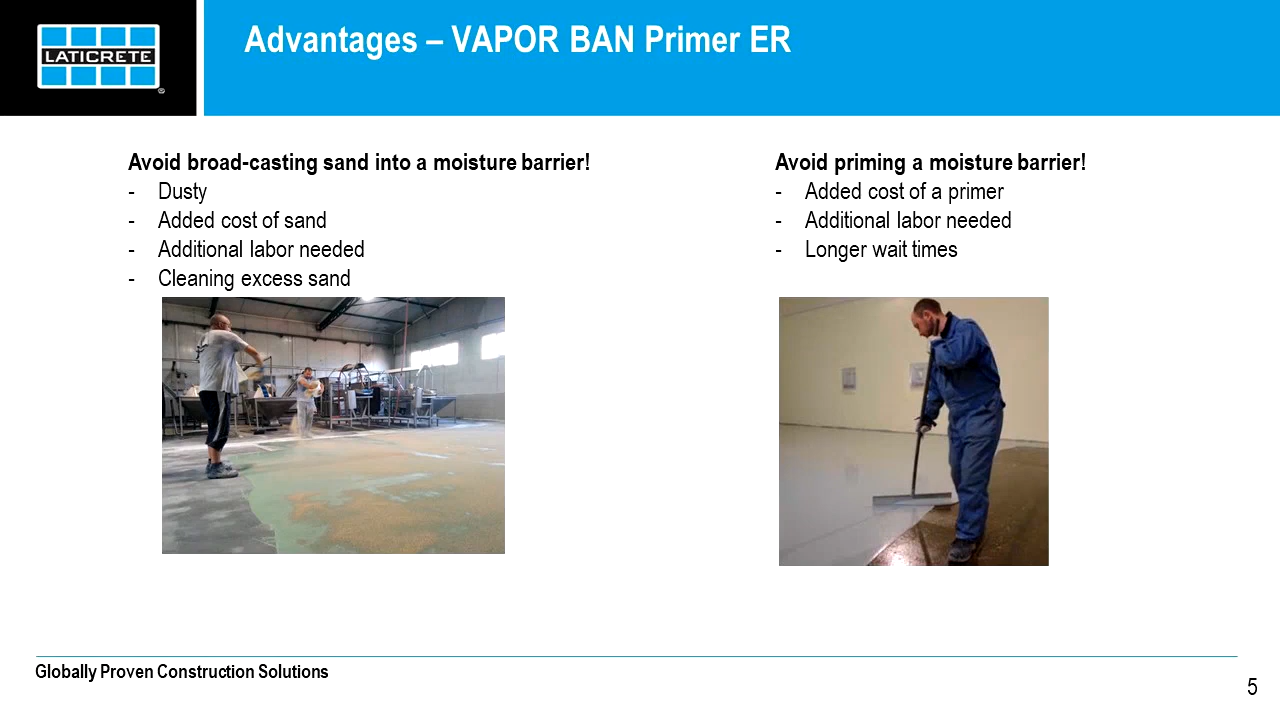 LATICRETE
®
Advantages – VAPOR BAN Primer ER
Avoid broad-casting sand into a moisture barrier!
- Dusty
- Added cost of sand
- Additional labor needed
- Cleaning excess sand
Avoid priming a moisture barrier!
- Added cost of a primer
- Additional labor needed
- Longer wait times
Globally Proven Construction Solutions
5